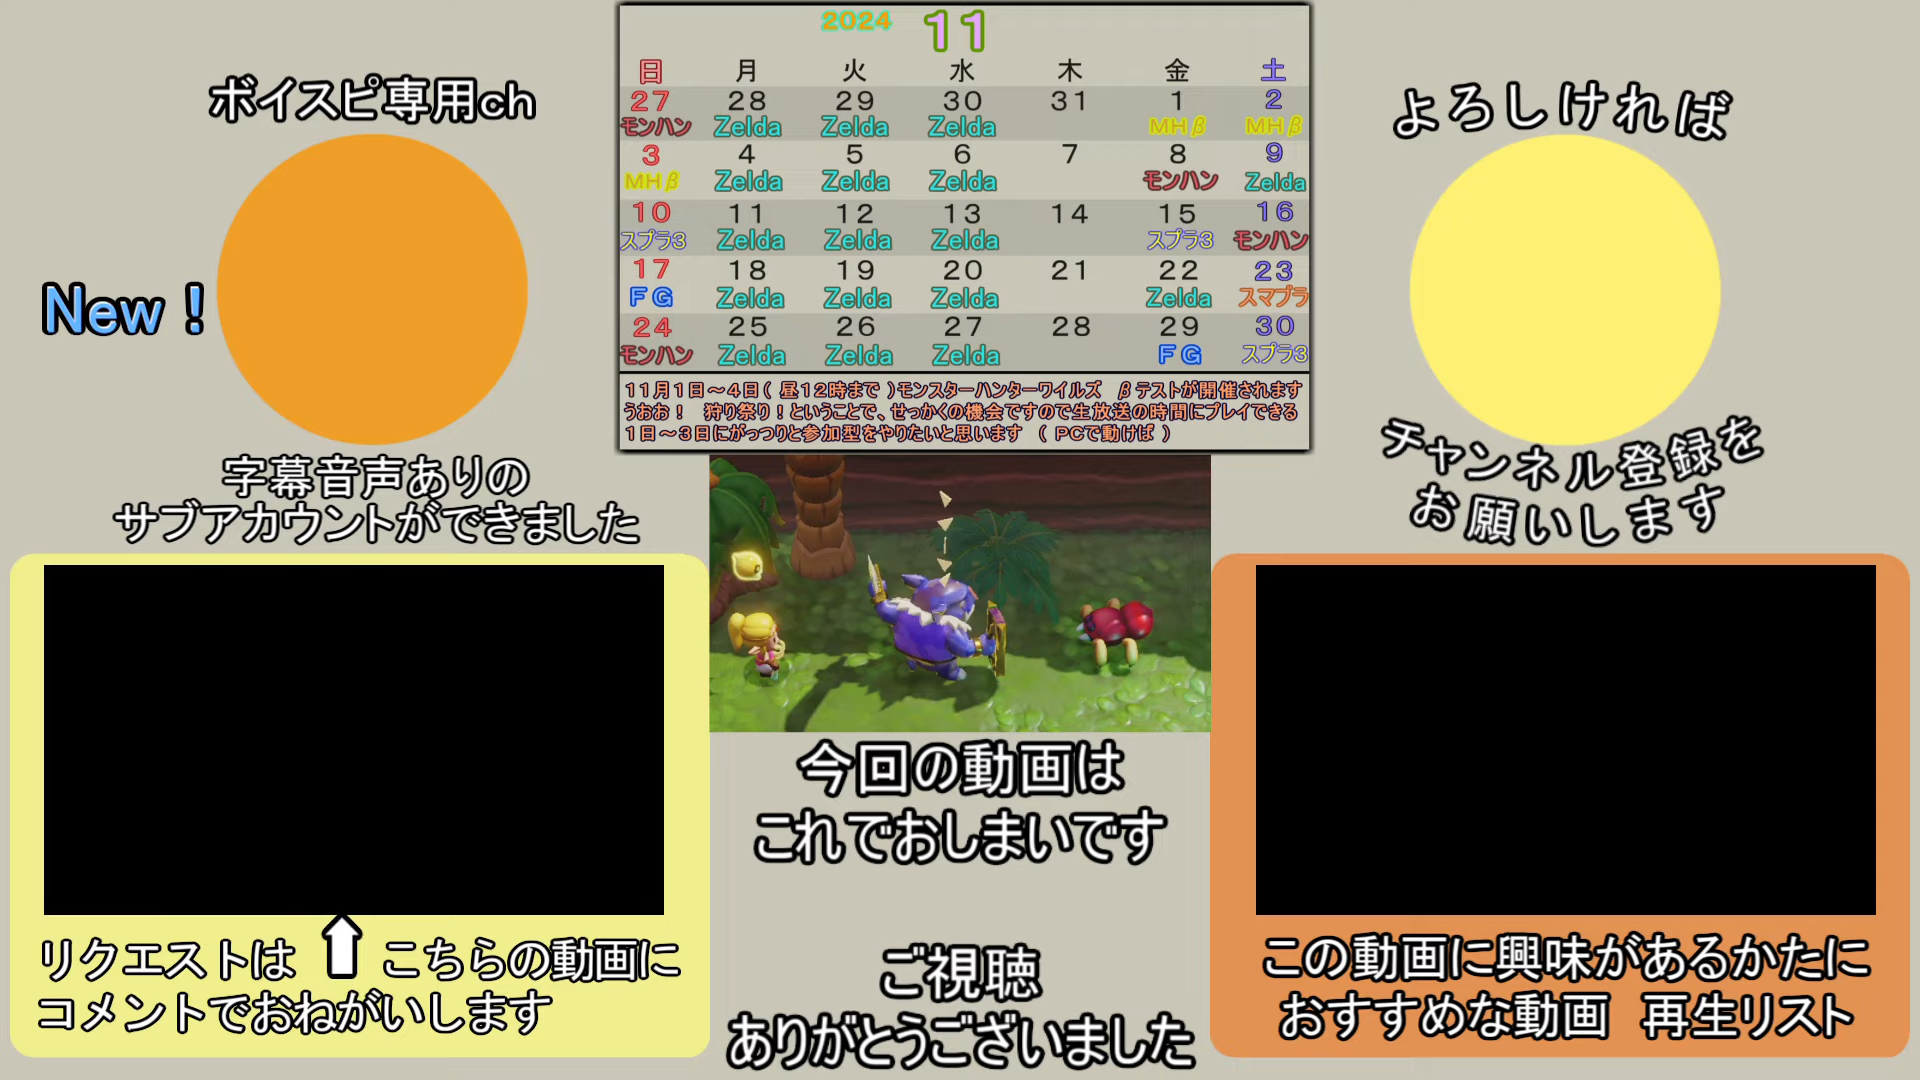 2024 11
日 月 火 水 木 金 土
27 28 29 30 31 1 2
モンハン Zelda Zelda Zelda MHβ MHβ
3 4 5 6 7 8 9
MHβ Zelda Zelda Zelda モンハン Zelda
10 11 12 13 14 15 16
スプラ3 Zelda Zelda Zelda スプラ3 モンハン
17 18 19 20 21 22 23
FG Zelda Zelda Zelda Zelda スマブラ
24 25 26 27 28 29 30
モンハン Zelda Zelda Zelda FG スプラ3
11月1日~4日( 昼12時まで )モンスターハンターワイルズ βテストが開催されます
うおお! 狩り祭り!ということで、せっかくの機会ですので生放送の時間にプレイできる
1日~3日にがっつりと参加型をやりたいと思います ( PCで動けば )
ボイスピ専用ch
New!
字幕音声ありの
サブアカウントができました
よろしければ
チャンネル登録を
お願いします
今回の動画は
これでおしまいです
ご視聴
ありがとうございました
リクエストは ⬆ こちらの動画に
コメントでおねがいします
この動画に興味があるかたに
おすすめな動画 再生リスト